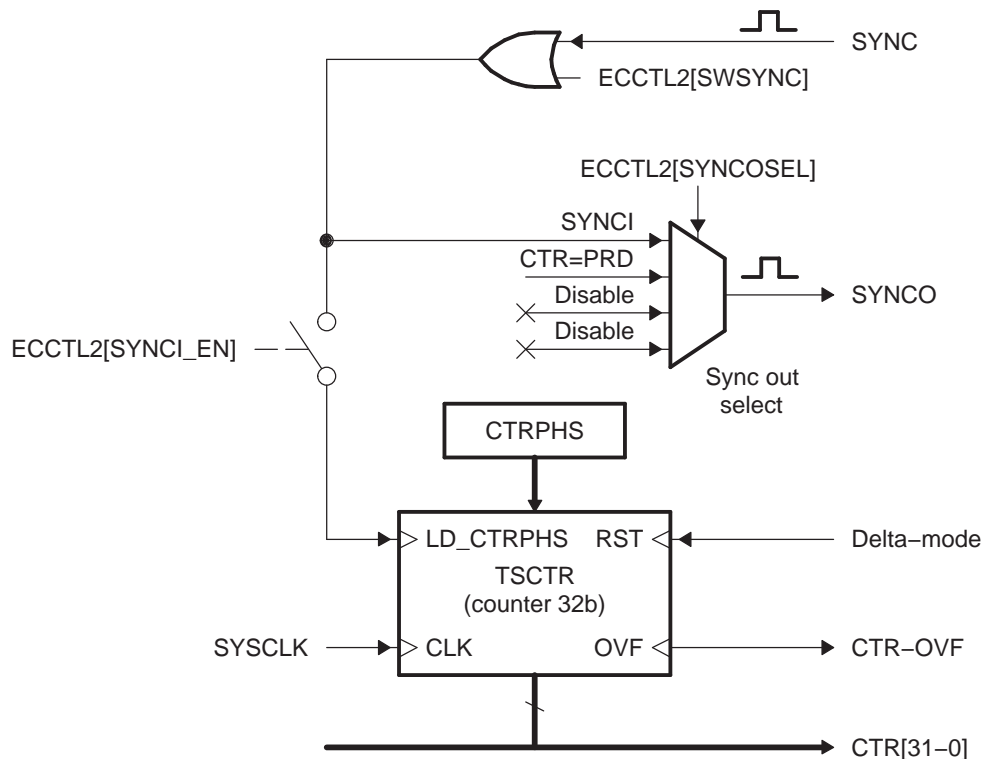 SYNC
ECCTL2[SWSYNC]
ECCTL2[SYNCOSEL]
SYNCI
CTR=PRD
Disable
Disable
SYNCO
ECCTL2[SYNCI_EN]
Sync out
select
CTRPHS
LD_CTRPHS
RST
Delta−mode
TSCTR
(counter 32b)
SYSCLK
CLK
OVF
CTR−OVF
CTR[31−0]